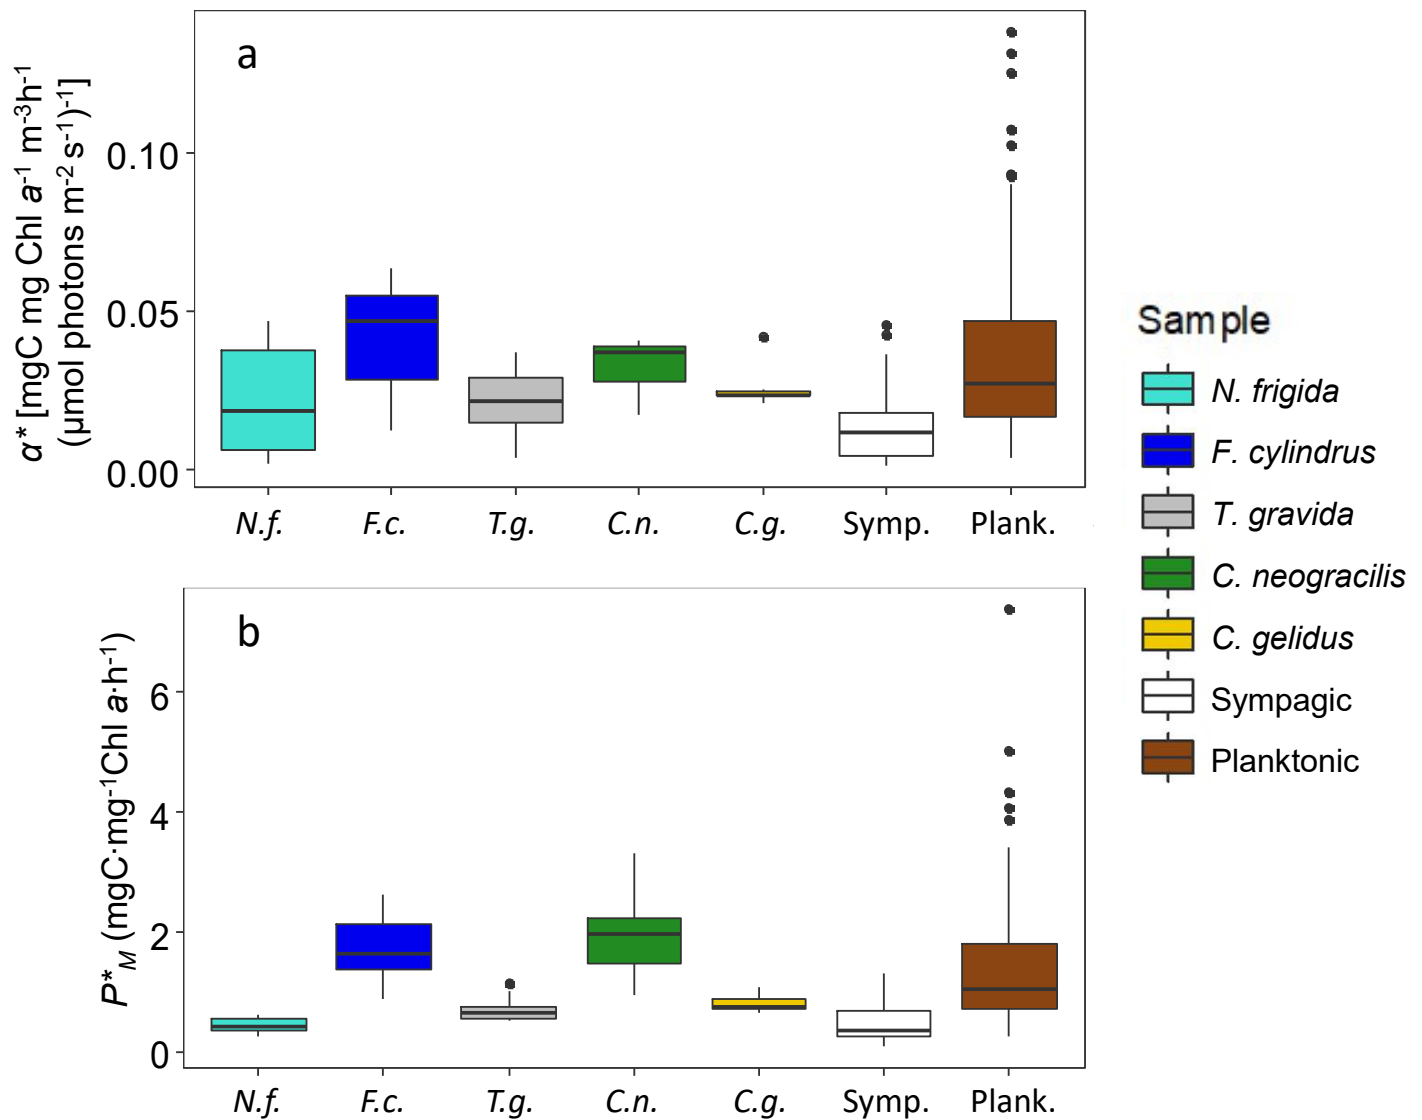 a
α* [mgC mg Chl a⁻¹ m⁻³h⁻¹
(µmol photons m⁻² s⁻¹)⁻¹]
0.10
0.05
0.00
N.f. F.c. T.g. C.n. C.g. Symp. Plank.
b
P*M (mgC·mg⁻¹Chl a·h⁻¹)
6
4
2
0
N.f. F.c. T.g. C.n. C.g. Symp. Plank.
Sample
N. frigida
F. cylindrus
T. gravida
C. neogracilis
C. gelidus
Sympagic
Planktonic